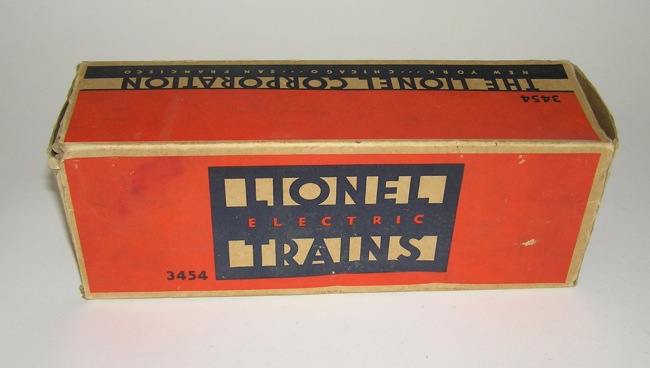 NEW YORK···CHICAGO···SAN FRANCISCO
THE LIONEL CORPORATION
3454
LIONEL
ELECTRIC
TRAINS
3454